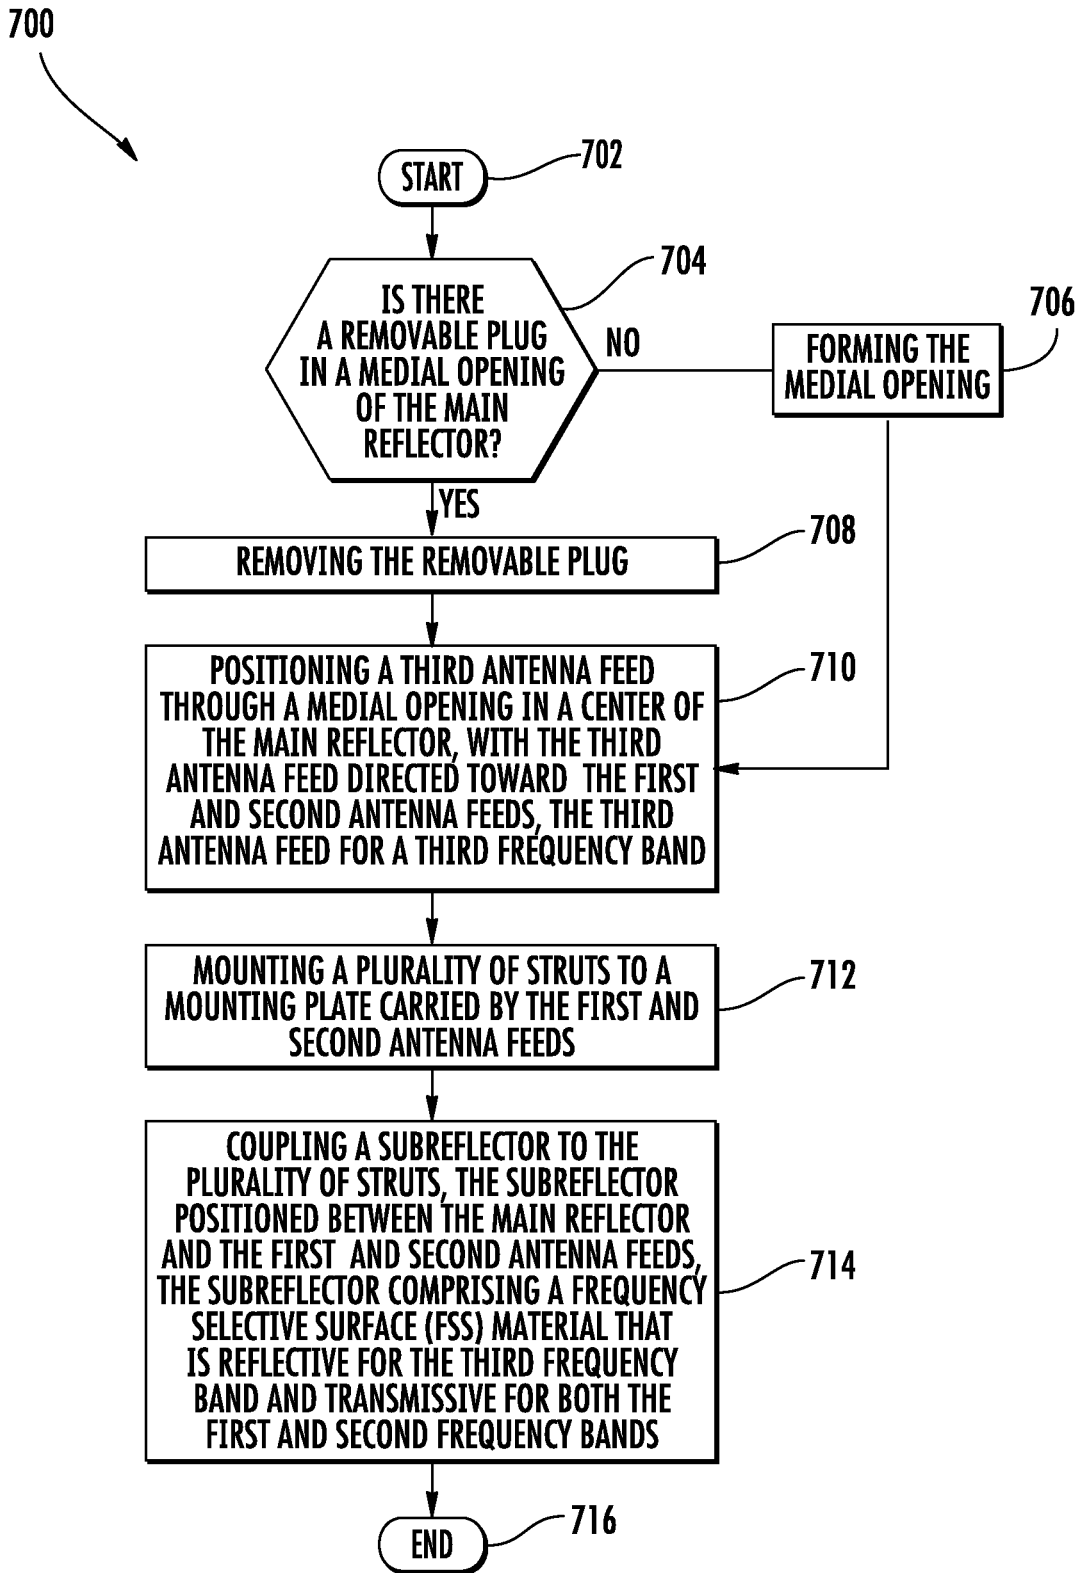 700
START
702
IS THERE
A REMOVABLE PLUG
IN A MEDIAL OPENING
OF THE MAIN
REFLECTOR?
704
NO
FORMING THE
MEDIAL OPENING
706
YES
REMOVING THE REMOVABLE PLUG
708
POSITIONING A THIRD ANTENNA FEED
THROUGH A MEDIAL OPENING IN A CENTER OF
THE MAIN REFLECTOR, WITH THE THIRD
ANTENNA FEED DIRECTED TOWARD THE FIRST
AND SECOND ANTENNA FEEDS, THE THIRD
ANTENNA FEED FOR A THIRD FREQUENCY BAND
710
MOUNTING A PLURALITY OF STRUTS TO A
MOUNTING PLATE CARRIED BY THE FIRST AND
SECOND ANTENNA FEEDS
712
COUPLING A SUBREFLECTOR TO THE
PLURALITY OF STRUTS, THE SUBREFLECTOR
POSITIONED BETWEEN THE MAIN REFLECTOR
AND THE FIRST AND SECOND ANTENNA FEEDS,
THE SUBREFLECTOR COMPRISING A FREQUENCY
SELECTIVE SURFACE (FSS) MATERIAL THAT
IS REFLECTIVE FOR THE THIRD FREQUENCY
BAND AND TRANSMISSIVE FOR BOTH THE
FIRST AND SECOND FREQUENCY BANDS
714
END
716